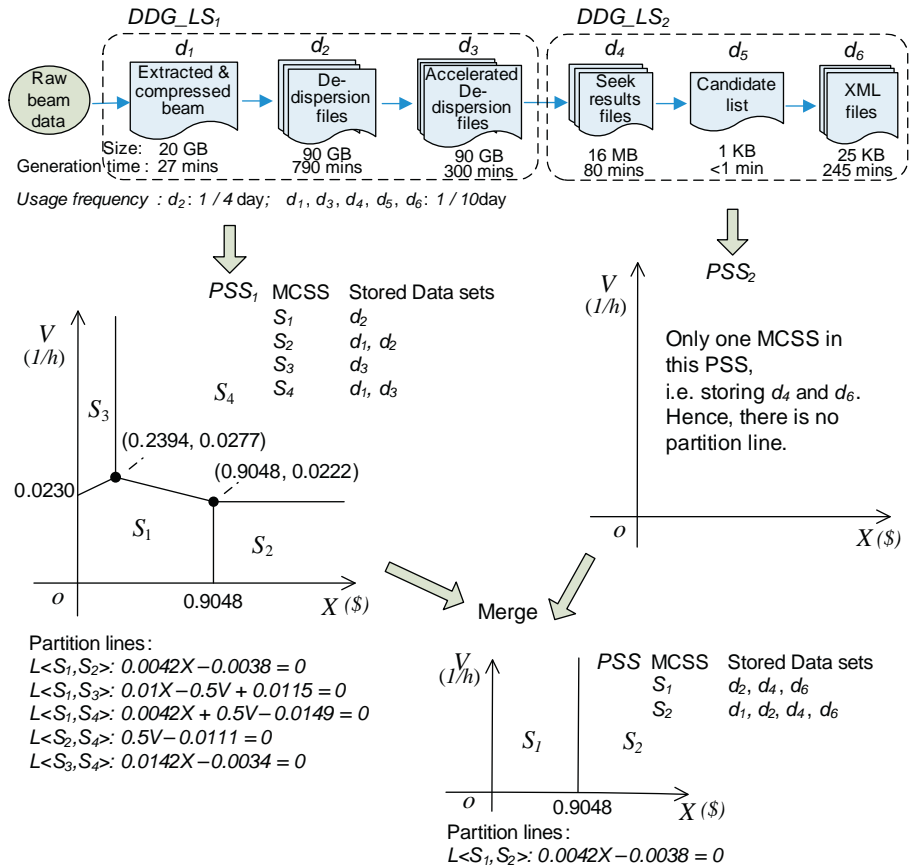 DDG_LS1
DDG_LS2
d1
d2
d3
d4
d5
d6
Raw beam data
Extracted & compressed beam
De-dispersion files
Accelerated De-dispersion files
Seek results files
Candidate list
XML files
Size: 20 GB 90 GB 90 GB 16 MB 1 KB 25 KB
Generation time : 27 mins 790 mins 300 mins 80 mins <1 min 245 mins
Usage frequency : d2: 1 / 4 day; d1, d3, d4, d5, d6: 1 / 10day
PSS1 MCSS Stored Data sets
S1 d2
S2 d1, d2
S3 d3
S4 d1, d3
V
(1/h)
S3
S4
(0.2394, 0.0277)
(0.9048, 0.0222)
0.0230
S1
S2
o
0.9048
X ($)
PSS2
V
(1/h)
Only one MCSS in
this PSS,
i.e. storing d4 and d6.
Hence, there is no
partition line.
o
X ($)
Merge
Partition lines:
L<S1,S2>: 0.0042X−0.0038 = 0
L<S1,S3>: 0.01X−0.5V + 0.0115 = 0
L<S1,S4>: 0.0042X + 0.5V−0.0149 = 0
L<S2,S4>: 0.5V−0.0111 = 0
L<S3,S4>: 0.0142X−0.0034 = 0
V
(1/h)
PSS MCSS Stored Data sets
S1 d2, d4, d6
S2 d1, d2, d4, d6
S1
S2
o
0.9048
X ($)
Partition lines:
L<S1,S2>: 0.0042X−0.0038 = 0